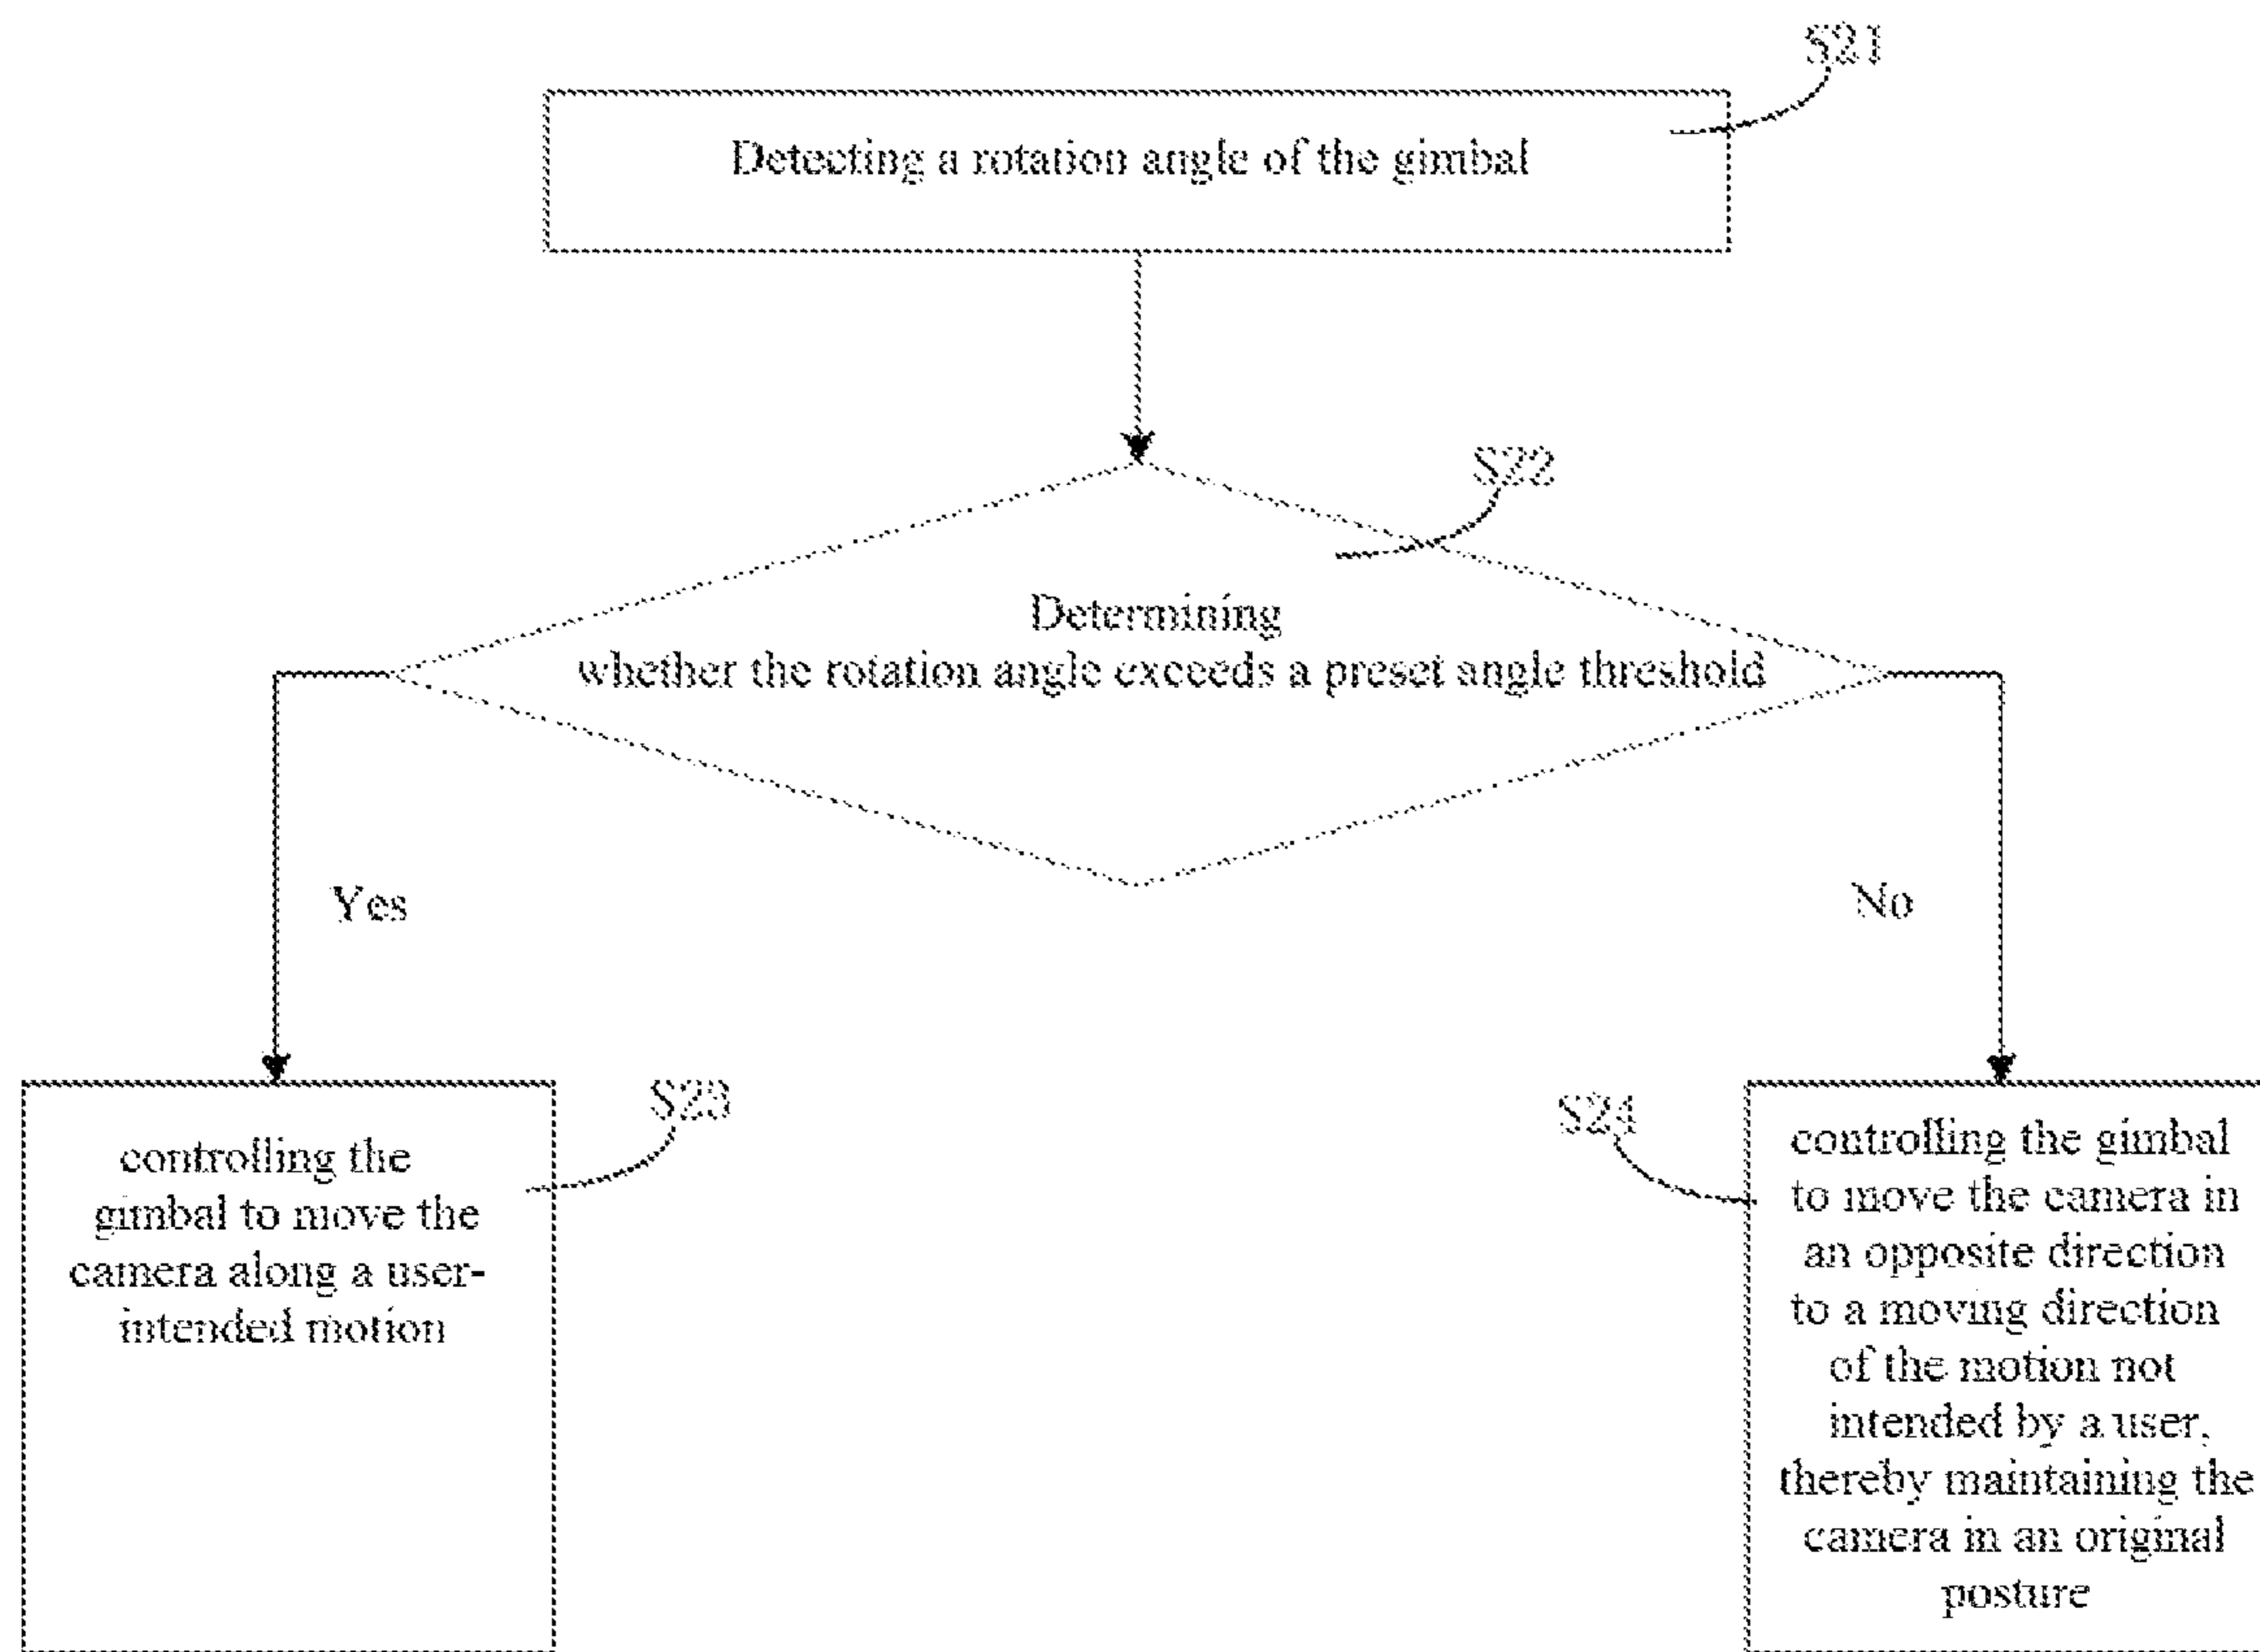 S21
Detecting a rotation angle of the gimbal
S22
Determining
whether the rotation angle exceeds a preset angle threshold
Yes
No
S23
controlling the
gimbal to move the
camera along a user-
intended motion
S24
controlling the gimbal
to move the camera in
an opposite direction
to a moving direction
of the motion not
intended by a user,
thereby maintaining the
camera in an original
posture